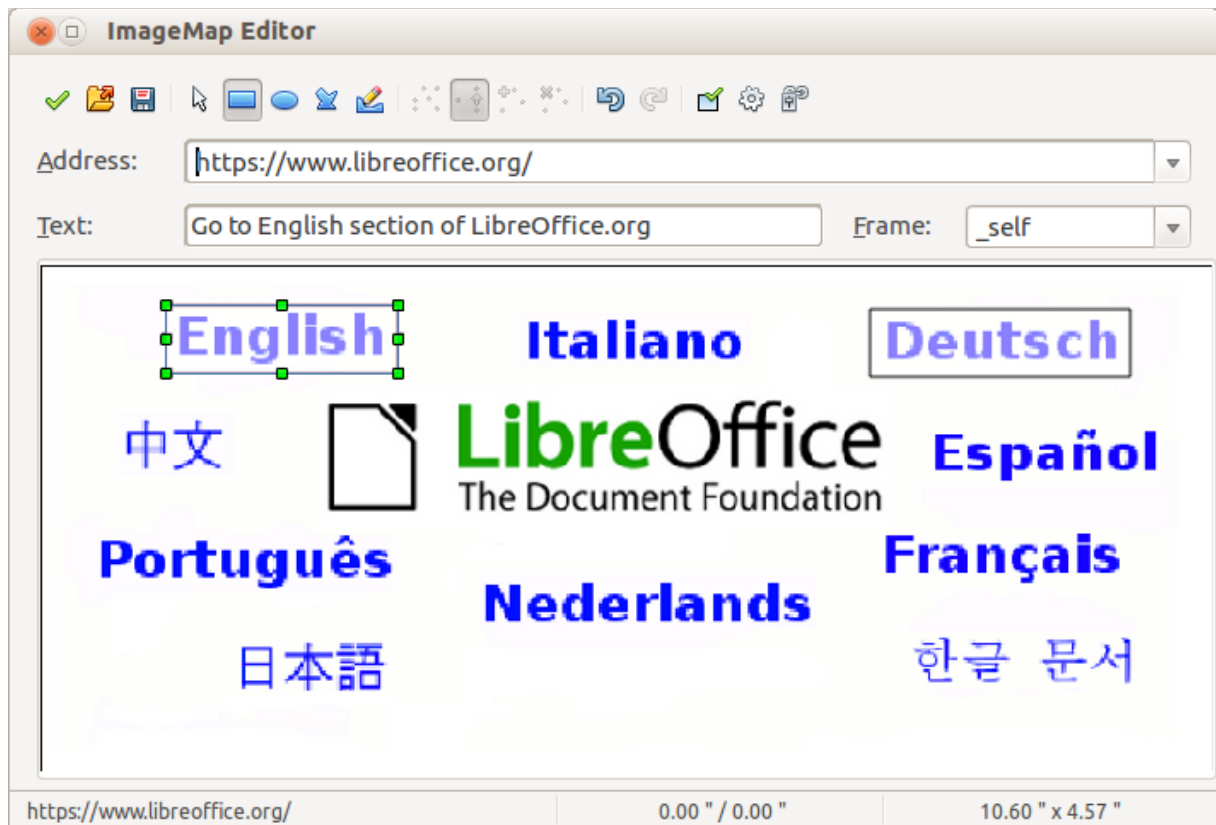 ImageMap Editor
Address: https://www.libreoffice.org/
Text: Go to English section of LibreOffice.org Frame: _self
English Italiano Deutsch
中文 LibreOffice Español
The Document Foundation
Português Français
Nederlands
日本語 한글 문서
https://www.libreoffice.org/ 0.00 " / 0.00 " 10.60 " x 4.57 "